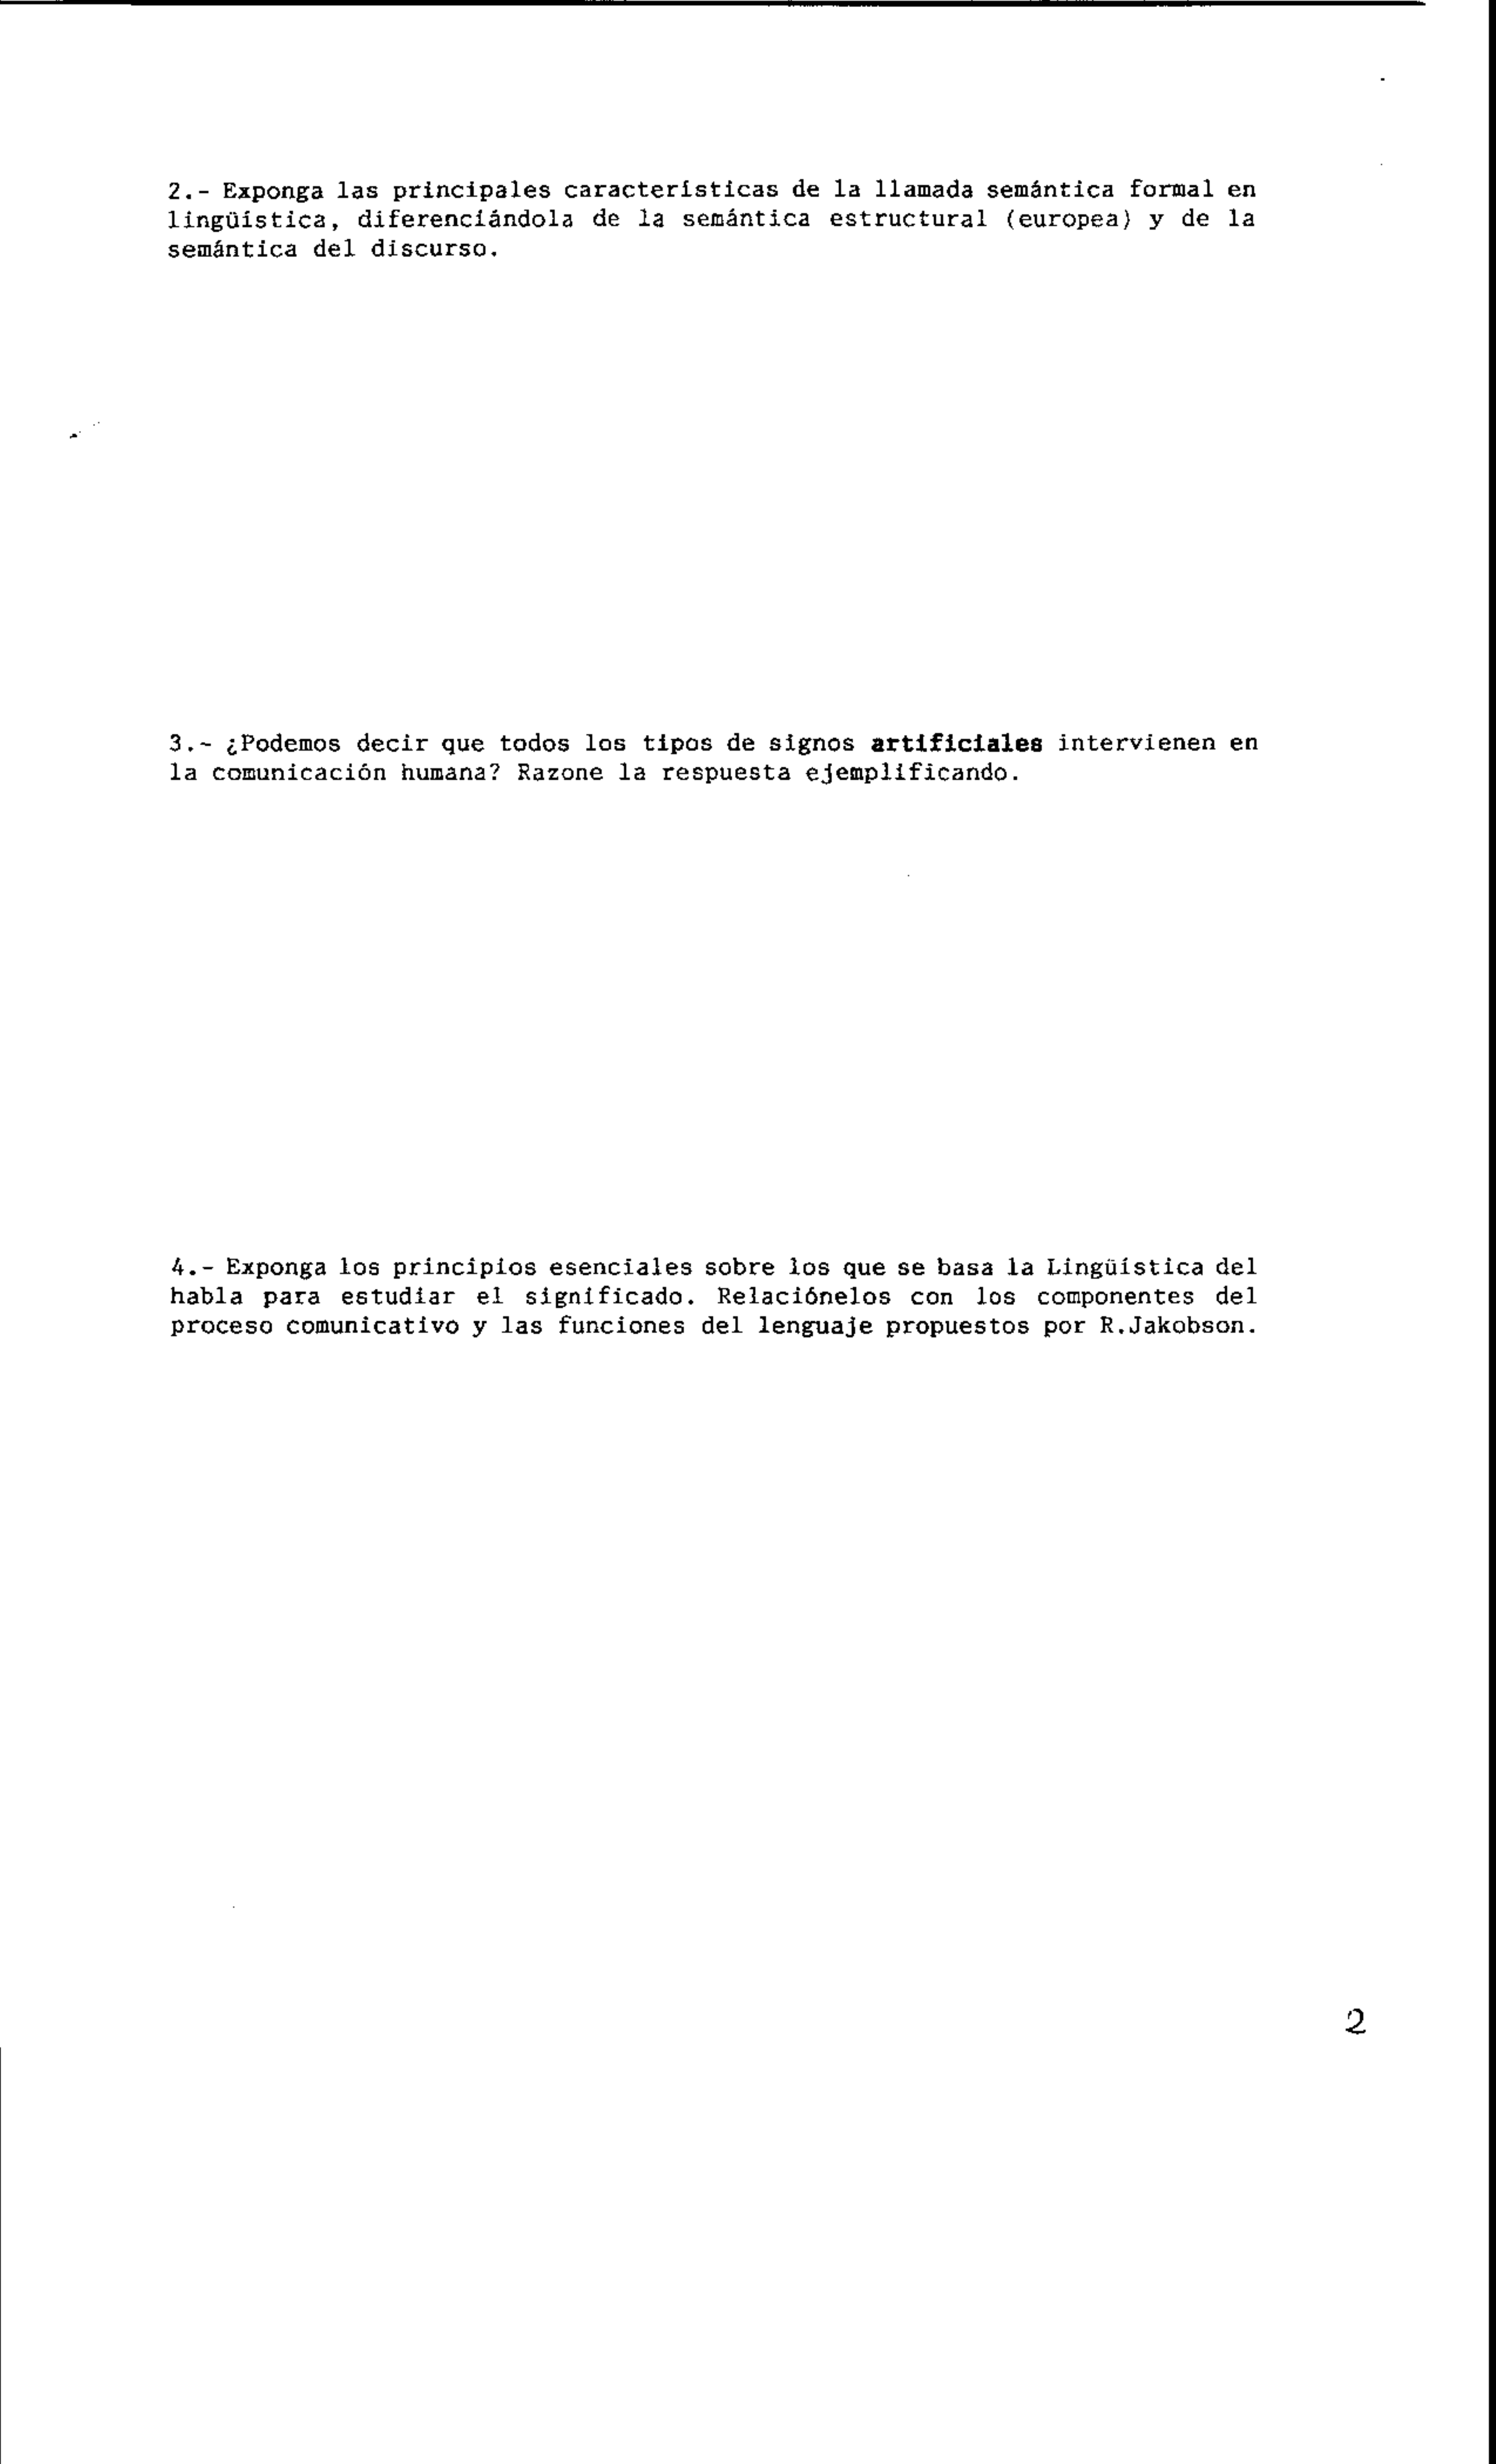 2.- Exponga las principales características de la llamada semántica formal en
lingüística, diferenciándola de la semántica estructural (europea) y de la
semántica del discurso.
3.- ¿Podemos decir que todos los tipos de signos artificiales intervienen en
la comunicación humana? Razone la respuesta ejemplificando.
4.- Exponga los principios esenciales sobre los que se basa la Lingüística del
habla para estudiar el significado. Relaciónelos con los componentes del
proceso comunicativo y las funciones del lenguaje propuestos por R.Jakobson.
2